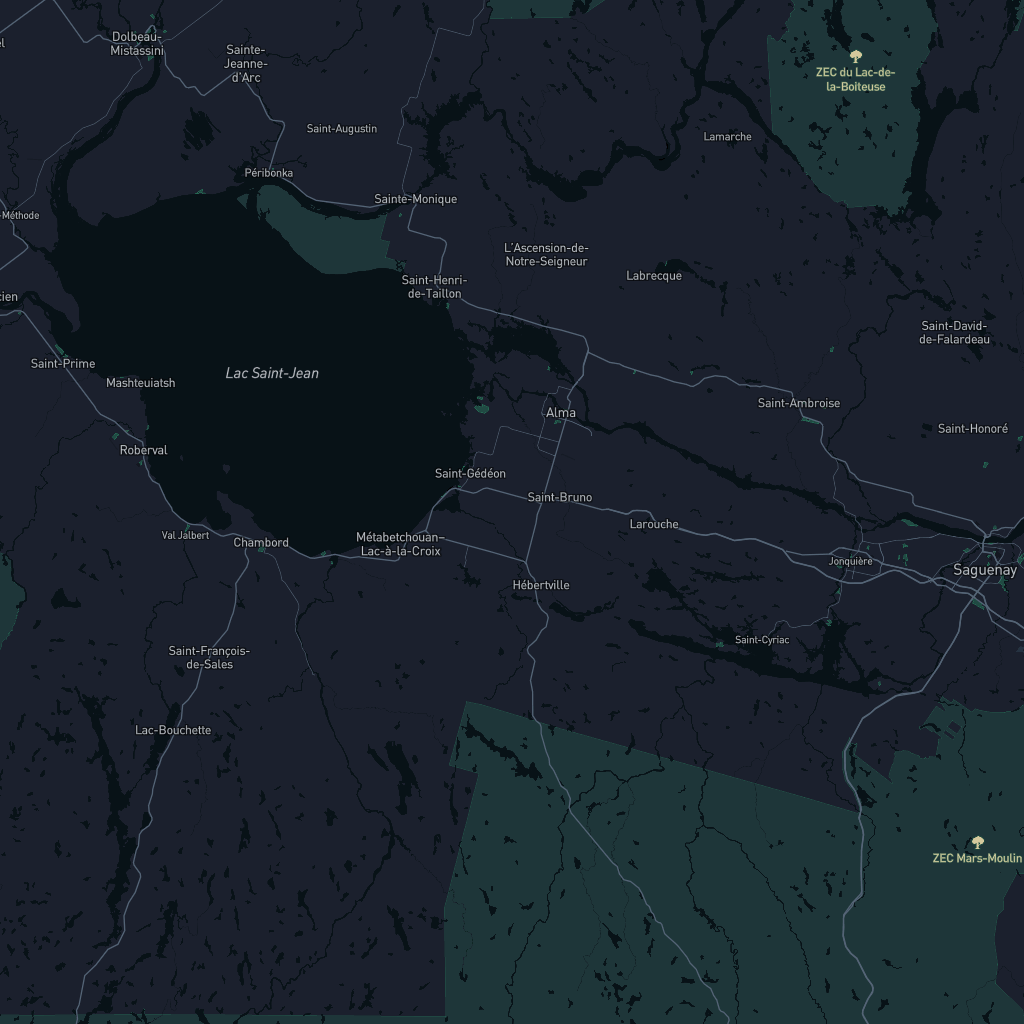 Dolbeau-
Mistassini
Sainte-
Jeanne-
d'Arc
ZEC du Lac-de-
la-Boiteuse
Saint-Augustin
Lamarche
Péribonka
Sainte-Monique
-Méthode
L'Ascension-de-
Notre-Seigneur
Labrecque
Saint-Henri-
de-Taillon
cien
Saint-David-
de-Falardeau
Saint-Prime
Mashteuiatsh
Lac Saint-Jean
Saint-Ambroise
Alma
Saint-Honoré
Roberval
Saint-Gédéon
Saint-Bruno
Larouche
Val Jalbert
Chambord
Métabetchouan–
Lac-à-la-Croix
Jonquière
Saguenay
Hébertville
Saint-Cyriac
Saint-François-
de-Sales
Lac-Bouchette
ZEC Mars-Moulin